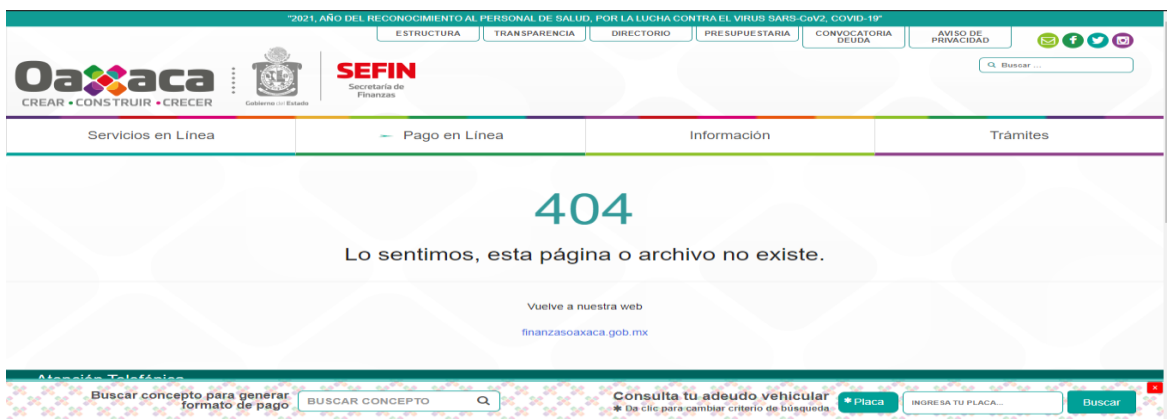 "2021, AÑO DEL RECONOCIMIENTO AL PERSONAL DE SALUD, POR LA LUCHA CONTRA EL VIRUS SARS-CoV2, COVID-19"
ESTRUCTURA
TRANSPARENCIA
DIRECTORIO
PRESUPUESTARIA
CONVOCATORIA
DEUDA
AVISO DE
PRIVACIDAD
Buscar ...
Oaxaca
CREAR • CONSTRUIR • CRECER
Gobierno del Estado
SEFIN
Secretaría de
Finanzas
Servicios en Línea
Pago en Línea
Información
Trámites
404
Lo sentimos, esta página o archivo no existe.
Vuelve a nuestra web
finanzasoaxaca.gob.mx
Atención Telefónica
Buscar concepto para generar
formato de pago
BUSCAR CONCEPTO
Consulta tu adeudo vehicular
✱ Da clic para cambiar criterio de búsqueda
✱ Placa
INGRESA TU PLACA...
Buscar
x